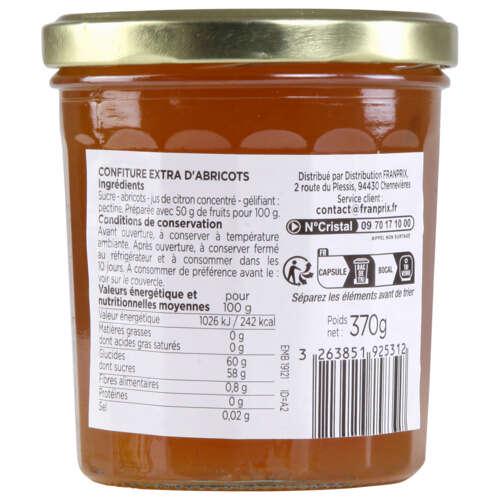 CONFITURE EXTRA D'ABRICOTS
Ingrédients
Sucre - abricots - jus de citron concentré - gélifiant :
pectine. Préparée avec 50 g de fruits pour 100 g.
Conditions de conservation
Avant ouverture, à conserver à température
ambiante. Après ouverture, à conserver fermé
au réfrigérateur et à consommer dans les
10 jours. À consommer de préférence avant le :
voir sur le couvercle.
Valeurs énergétique et
nutritionnelles moyennes pour
100 g
Valeur énergétique 1026 kJ / 242 kcal
Matières grasses 0 g
dont acides gras saturés 0 g
Glucides 60 g
dont sucres 58 g
Fibres alimentaires 0,8 g
Protéines 0 g
Sel 0,02 g
EMB 19121 ID=A2
Distribué par Distribution FRANPRIX,
2 route du Plessis, 94430 Chennevières
Service client :
contact@franprix.fr
N°Cristal 09 70 17 10 00
APPEL NON SURTAXÉ
FR
CAPSULE
BAC
DE TRI
BOCAL
Séparez les éléments avant de trier
Poids
net : 370g
3 263851 925312